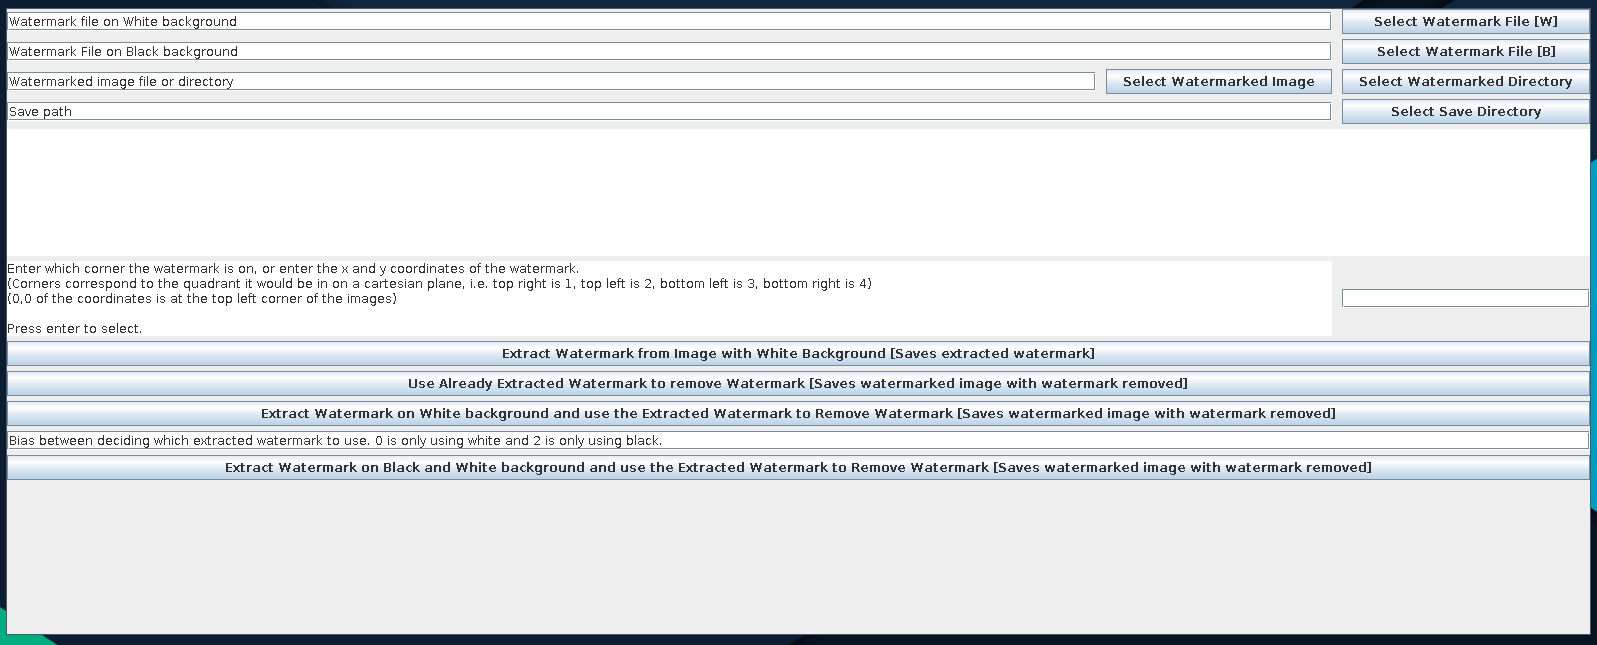 Watermark file on White background
Select Watermark File [W]
Watermark File on Black background
Select Watermark File [B]
Watermarked image file or directory
Select Watermarked Image
Select Watermarked Directory
Save path
Select Save Directory
Enter which corner the watermark is on, or enter the x and y coordinates of the watermark.
(Corners correspond to the quadrant it would be in on a cartesian plane, i.e. top right is 1, top left is 2, bottom left is 3, bottom right is 4)
(0,0 of the coordinates is at the top left corner of the images)
Press enter to select.
Extract Watermark from Image with White Background [Saves extracted watermark]
Use Already Extracted Watermark to remove Watermark [Saves watermarked image with watermark removed]
Extract Watermark on White background and use the Extracted Watermark to Remove Watermark [Saves watermarked image with watermark removed]
Bias between deciding which extracted watermark to use. 0 is only using white and 2 is only using black.
Extract Watermark on Black and White background and use the Extracted Watermark to Remove Watermark [Saves watermarked image with watermark removed]